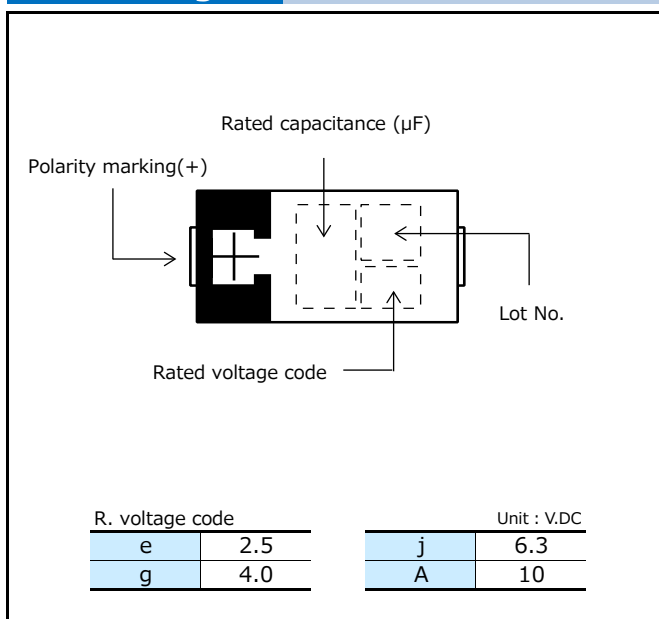 Rated capacitance (μF)
Polarity marking(+)
Lot No.
Rated voltage code
R. voltage code
Unit : V.DC
e 2.5 j 6.3
g 4.0 A 10